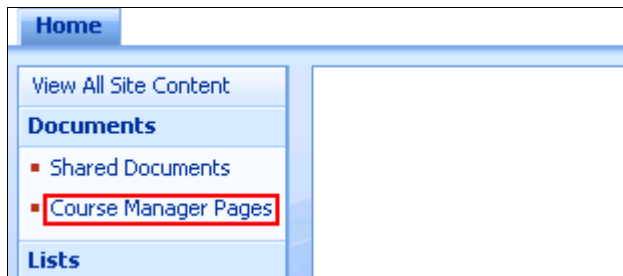 Home
View All Site Content
Documents
Shared Documents
Course Manager Pages
Lists